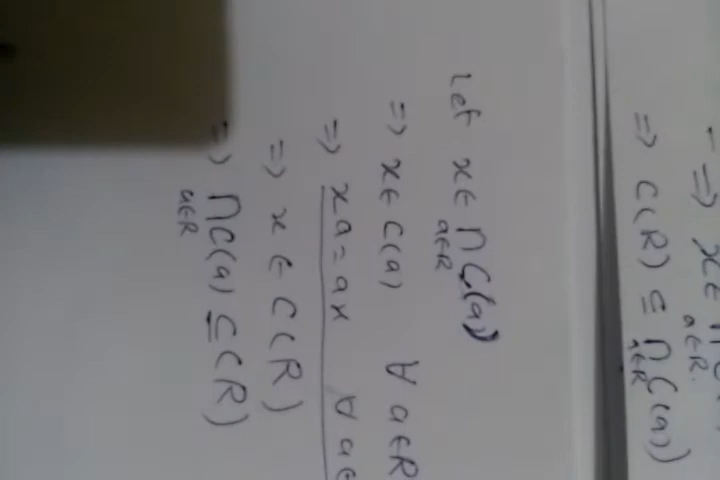 ⇒ x ∈
a∈R.
⇒ C(R) ⊆ ∩ C(a)
a∈R
Let x ∈ ∩ C(a)
a∈R
⇒ x ∈ C(a) ∀ a∈R
⇒ xa = ax ∀ a∈
⇒ x ∈ C(R)
⇒ ∩ C(a) ⊆ C(R)
a∈R